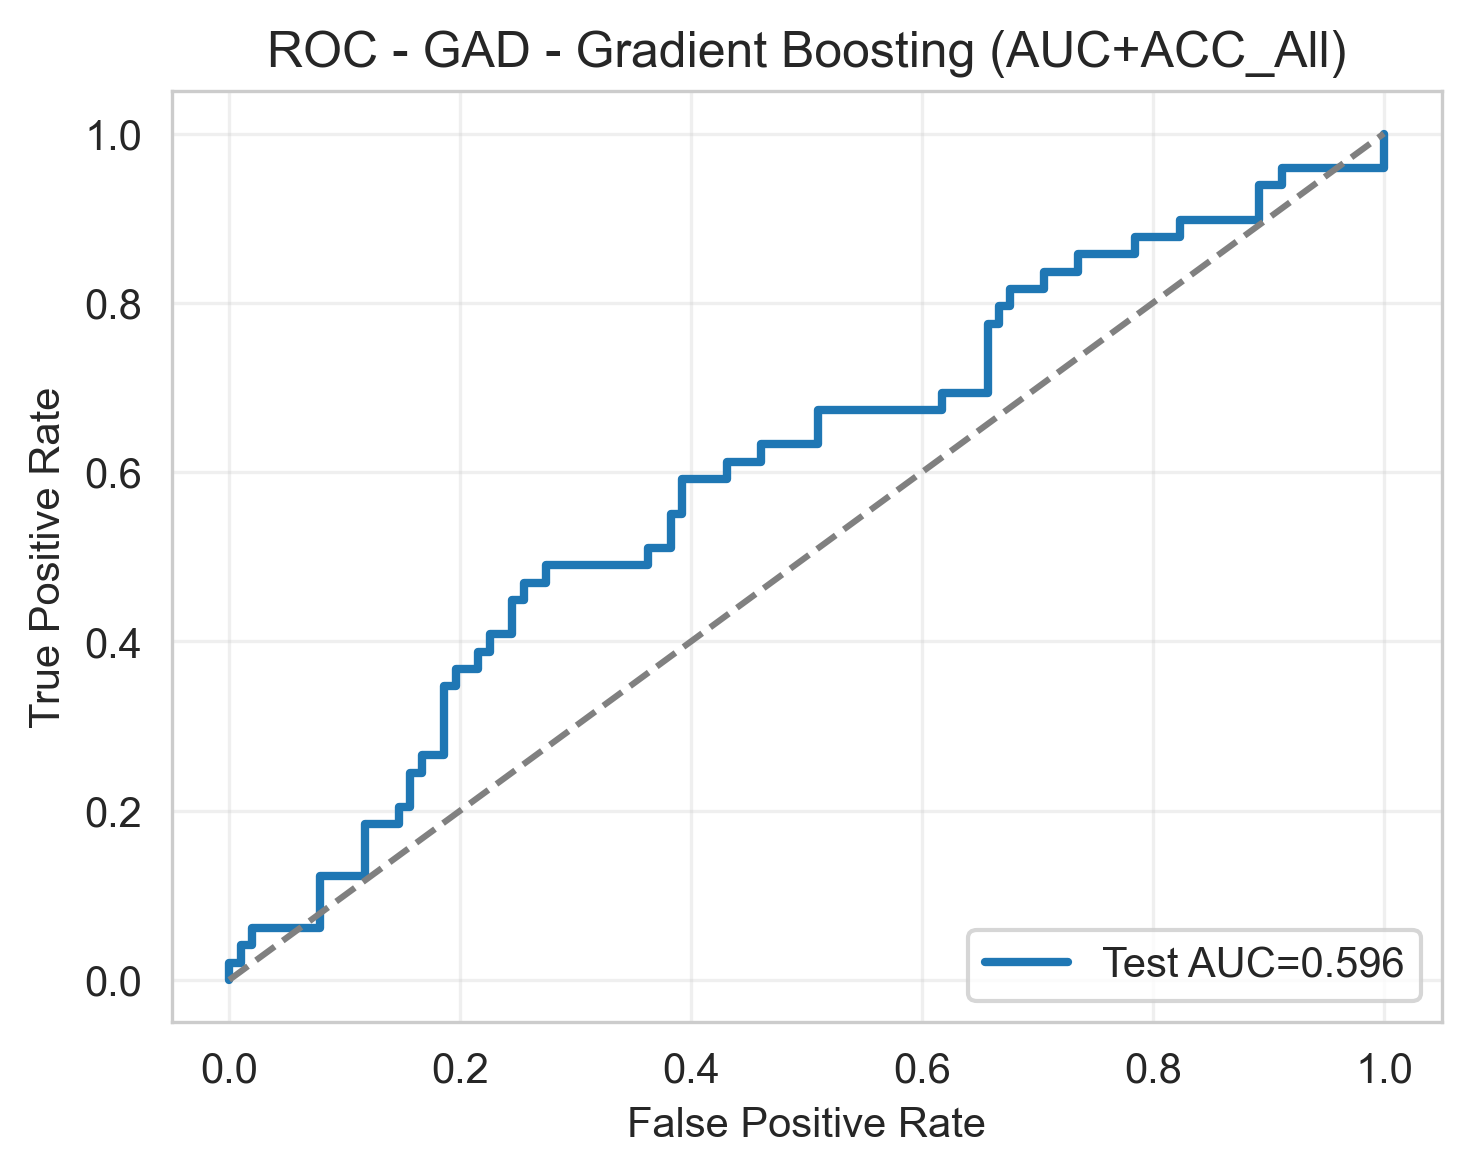 ROC - GAD - Gradient Boosting (AUC+ACC_All)
True Positive Rate
1.0
0.8
0.6
0.4
0.2
0.0
Test AUC=0.596
0.0 0.2 0.4 0.6 0.8 1.0
False Positive Rate